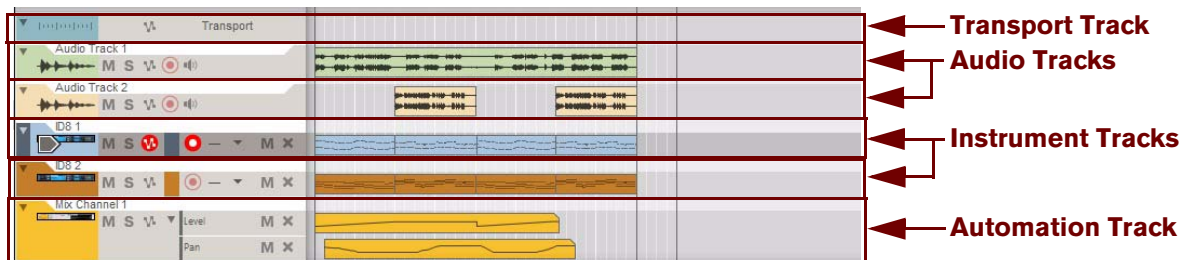 Transport
Transport Track
Audio Track 1
M S
Audio Tracks
Audio Track 2
M S
ID8 1
M S M ×
Instrument Tracks
ID8 2
M S M ×
Mix Channel 1
M S Level M ×
Automation Track
Pan M ×